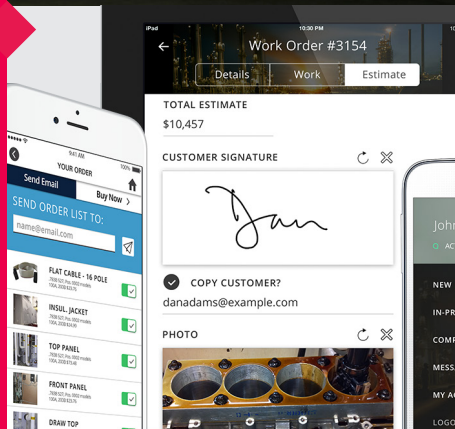 iPad
10:30 PM
Work Order #3154
Details
Work
Estimate
TOTAL ESTIMATE
$10,457
CUSTOMER SIGNATURE
Dan
COPY CUSTOMER?
danadams@example.com
PHOTO
9:41 AM
100%
YOUR ORDER
Send Email
Buy Now
SEND ORDER LIST TO:
name@email.com
FLAT CABLE - 16 POLE
INSUL. JACKET
TOP PANEL
FRONT PANEL
DRAW TOP
John
NEW
IN-PR
COMP
MESS
MY AC
LOGO